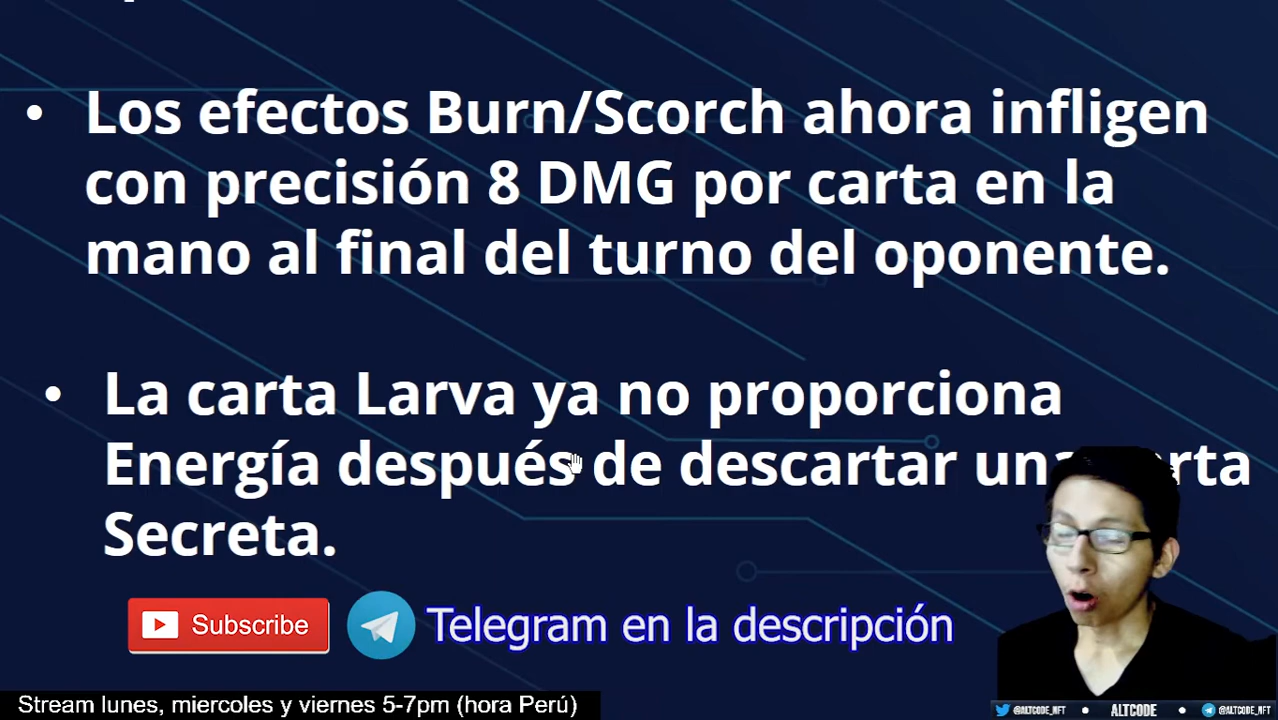 • Los efectos Burn/Scorch ahora infligen
con precisión 8 DMG por carta en la
mano al final del turno del oponente.
• La carta Larva ya no proporciona
Energía después de descartar una
Secreta.
Subscribe
Telegram en la descripción
Stream lunes, miercoles y viernes 5-7pm (hora Perú)
@ALTCODE_NFT • ALTCODE • @ALTCODE_NFT